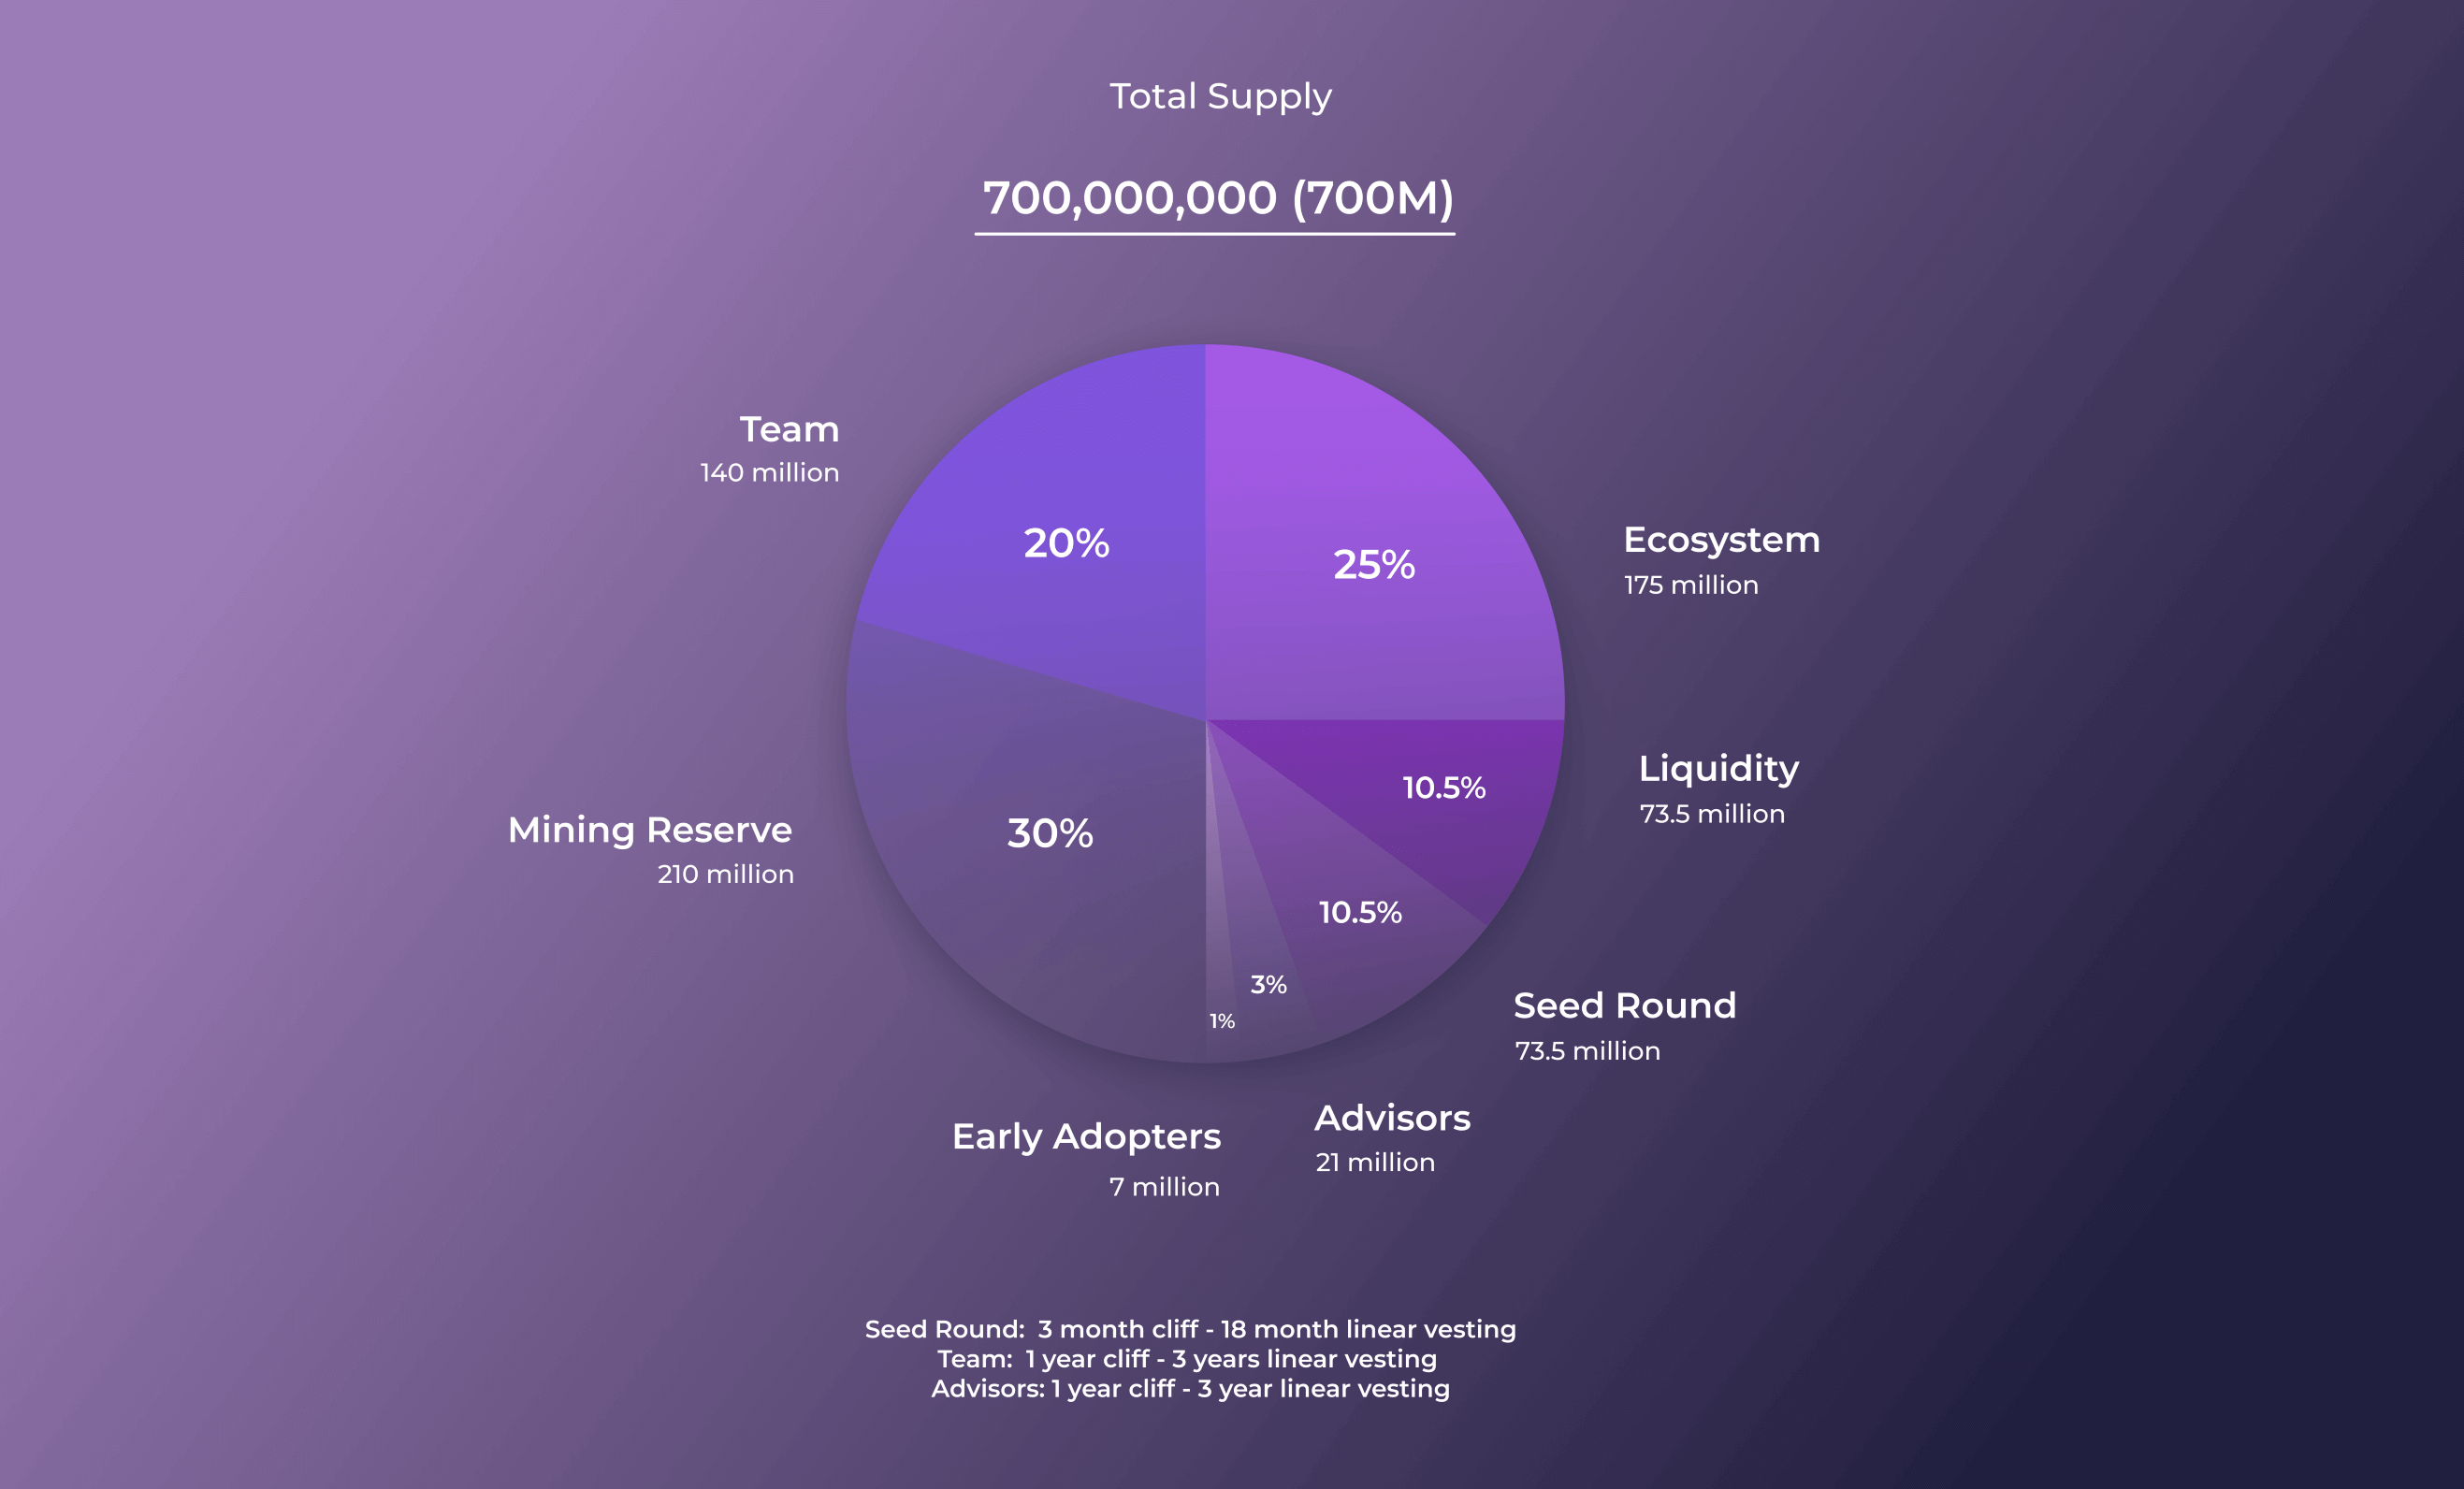 Total Supply
700,000,000 (700M)
Team
140 million
20%
25%
Ecosystem
175 million
Liquidity
73.5 million
10.5%
Mining Reserve
210 million
30%
10.5%
3%
1%
Seed Round
73.5 million
Advisors
21 million
Early Adopters
7 million
Seed Round:  3 month cliff - 18 month linear vesting
Team:  1 year cliff - 3 years linear vesting
Advisors: 1 year cliff - 3 year linear vesting